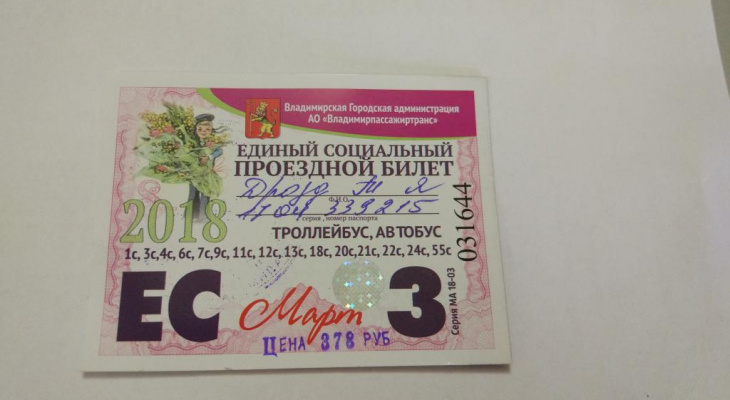 Владимирская Городская администрация
АО «Владимирпассажиртранс»
ЕДИНЫЙ СОЦИАЛЬНЫЙ
ПРОЕЗДНОЙ БИЛЕТ
Дрозд Т Я
Ф.И.О.
339215
серия , номер паспорта
2018
ТРОЛЛЕЙБУС, АВТОБУС
1с, 3с,4с, 6с, 7с,9с, 11с, 12с, 13с, 18с, 20с,21с, 22с, 24с, 55с
ЕС Март 3
ЦЕНА 378 РУБ
031644
Серия МА 18-03